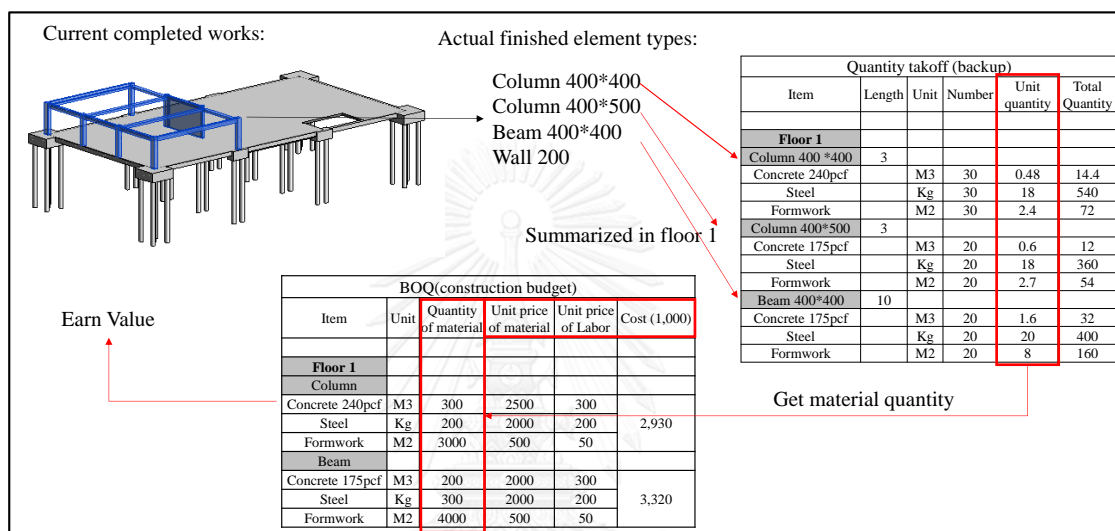 Current completed works:
Actual finished element types:
Column 400*400
Column 400*500
Beam 400*400
Wall 200
Summarized in floor 1
Quantity takoff (backup)
Item Length Unit Number Unit quantity Total Quantity
Floor 1
Column 400 *400 3
Concrete 240pcf M3 30 0.48 14.4
Steel Kg 30 18 540
Formwork M2 30 2.4 72
Column 400*500 3
Concrete 175pcf M3 20 0.6 12
Steel Kg 20 18 360
Formwork M2 20 2.7 54
Beam 400*400 10
Concrete 175pcf M3 20 1.6 32
Steel Kg 20 20 400
Formwork M2 20 8 160
Get material quantity
BOQ(construction budget)
Item Unit Quantity of material Unit price of material Unit price of Labor Cost (1,000)
Floor 1
Column
Concrete 240pcf M3 300 2500 300
Steel Kg 200 2000 200 2,930
Formwork M2 3000 500 50
Beam
Concrete 175pcf M3 200 2000 300
Steel Kg 300 2000 200 3,320
Formwork M2 4000 500 50
Earn Value